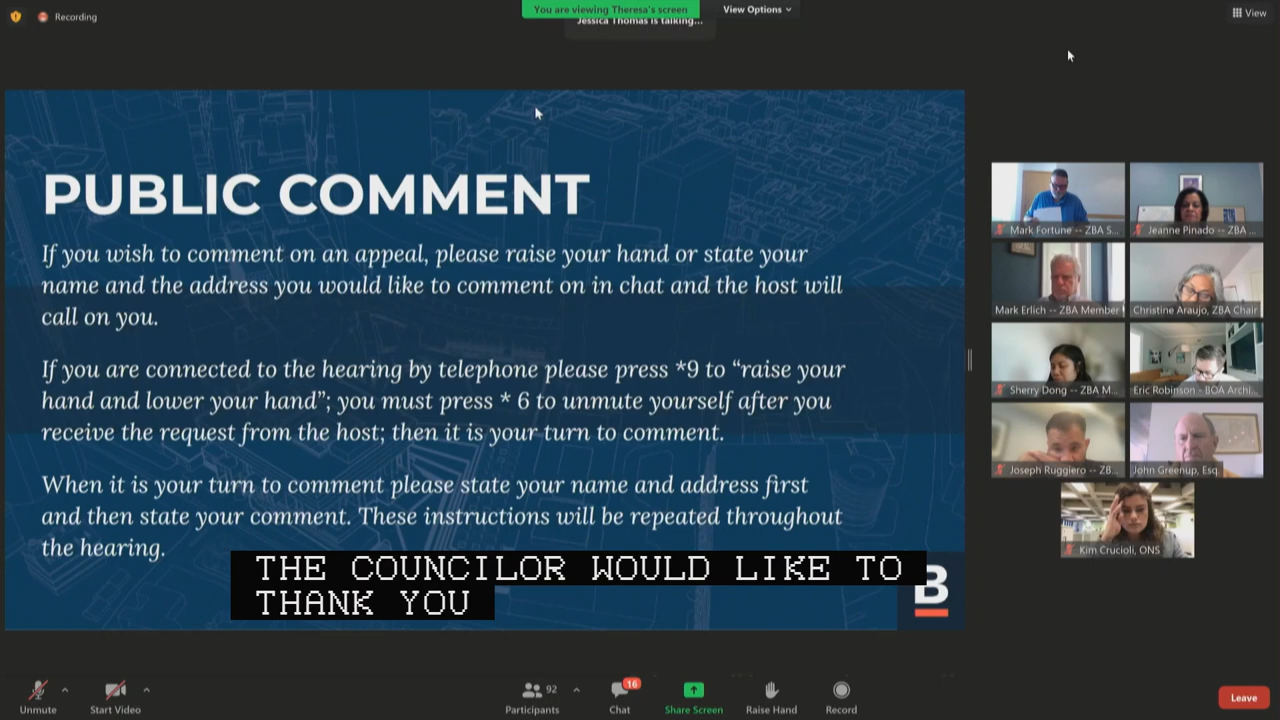 You are viewing Theresa's screen
View Options
Recording
Jessica Thomas is talking...
View
PUBLIC COMMENT
If you wish to comment on an appeal, please raise your hand or state your
name and the address you would like to comment on in chat and the host will
call on you.
If you are connected to the hearing by telephone please press *9 to “raise your
hand and lower your hand”; you must press * 6 to unmute yourself after you
receive the request from the host; then it is your turn to comment.
When it is your turn to comment please state your name and address first
and then state your comment. These instructions will be repeated throughout
the hearing.
THE COUNCILOR WOULD LIKE TO
THANK YOU
B
Mark Fortune -- ZBA S...
Jeanne Pinado -- ZBA ...
Mark Erlich -- ZBA Member
Christine Araujo, ZBA Chair
Sherry Dong -- ZBA M...
Eric Robinson - BOA Archi...
Joseph Ruggiero -- ZB...
John Greenup, Esq.
Kim Crucioli, ONS
Unmute
Start Video
92
Participants
16
Chat
Share Screen
Raise Hand
Record
Leave